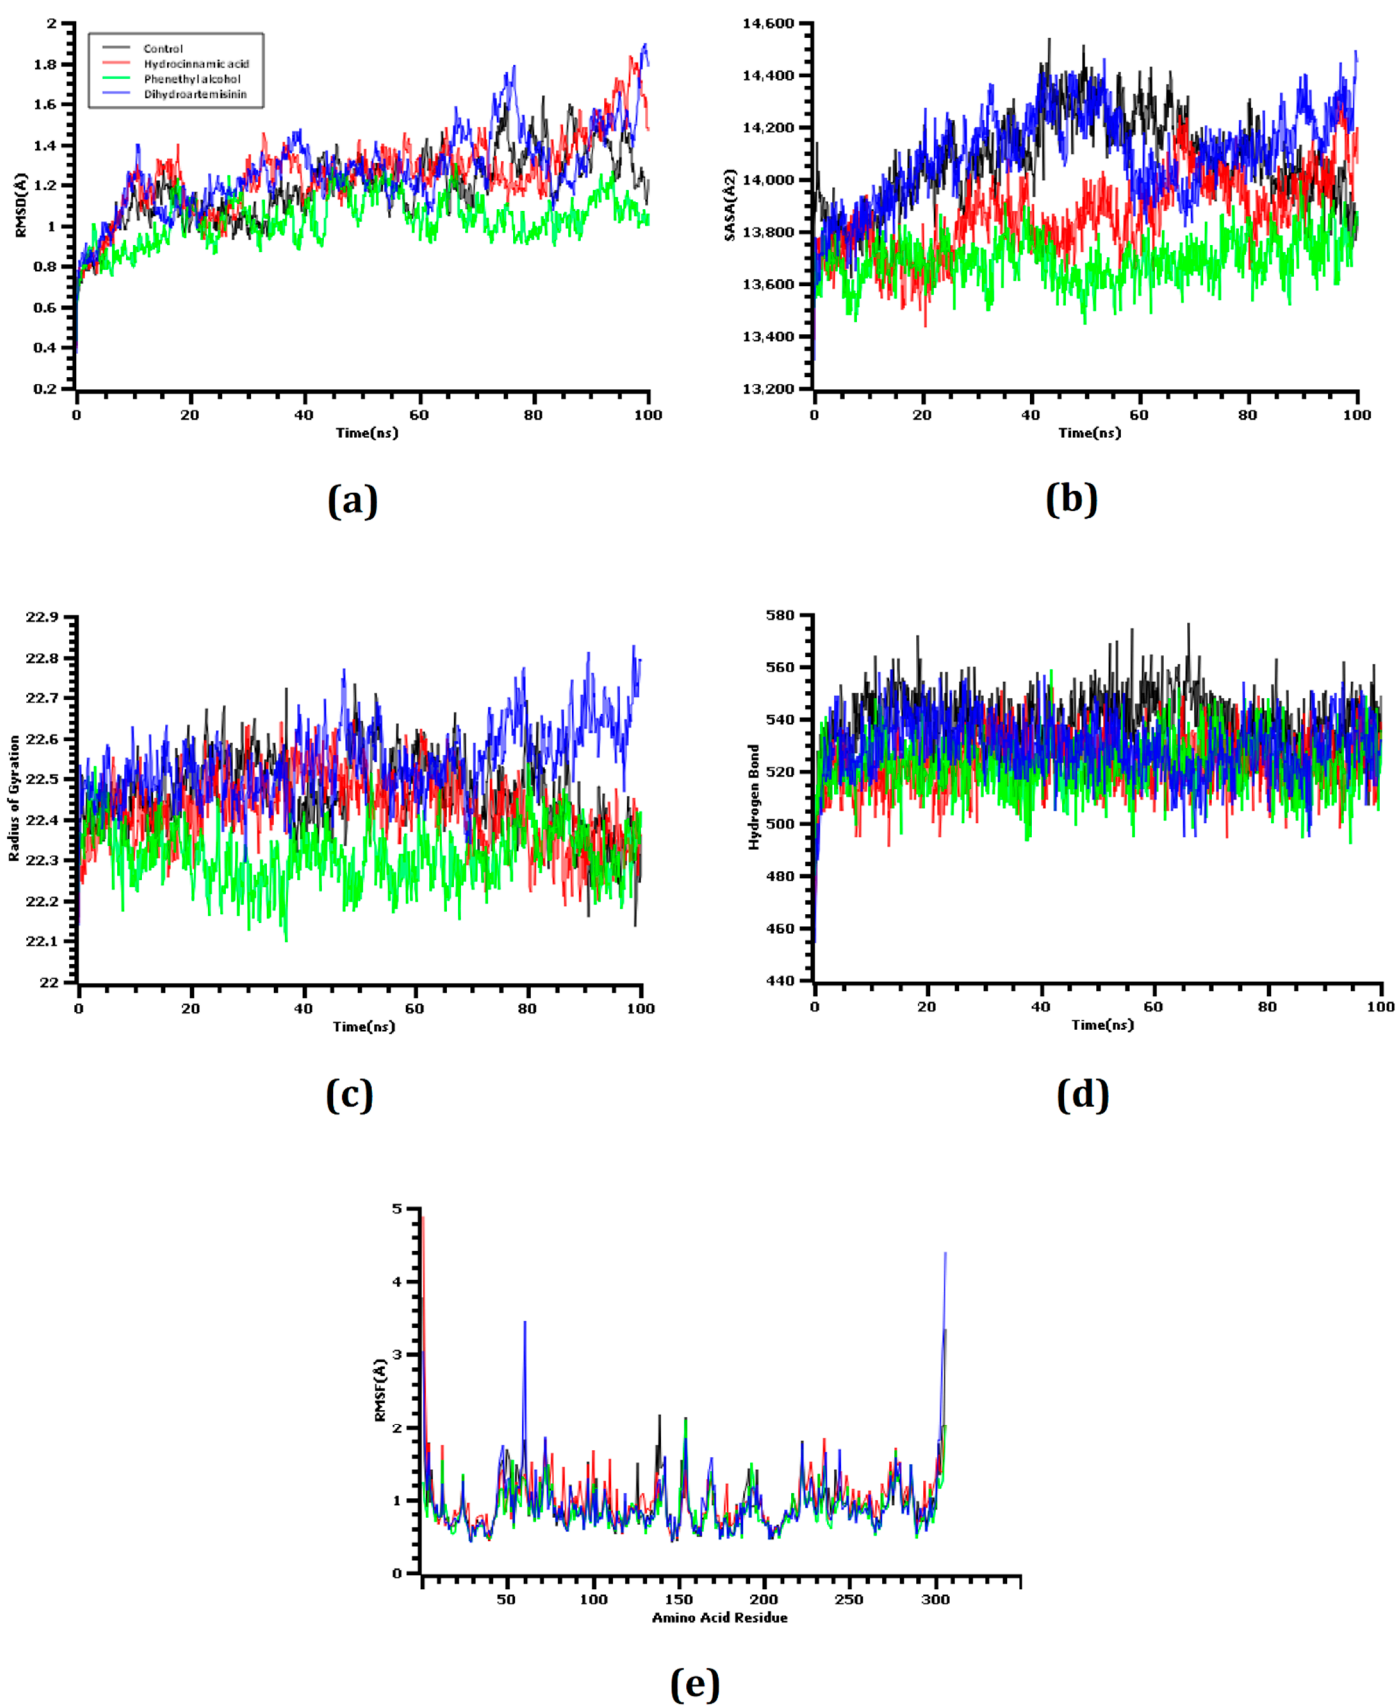 2
1.8
1.6
1.4
1.2
1
0.8
0.6
0.4
0.2
RMSD(Å)
Control
Hydrocinnamic acid
Phenethyl alcohol
Dihydroartemisinin
0 20 40 60 80 100
Time(ns)
(a)
14,600
14,400
14,200
14,000
13,800
13,600
13,400
13,200
SASA(Å2)
0 20 40 60 80 100
Time(ns)
(b)
22.9
22.8
22.7
22.6
22.5
22.4
22.3
22.2
22.1
22
Radius of Gyration
0 20 40 60 80 100
Time(ns)
(c)
580
560
540
520
500
480
460
440
Hydrogen Bond
0 20 40 60 80 100
Time(ns)
(d)
5
4
3
2
1
0
RMSF(Å)
50 100 150 200 250 300
Amino Acid Residue
(e)